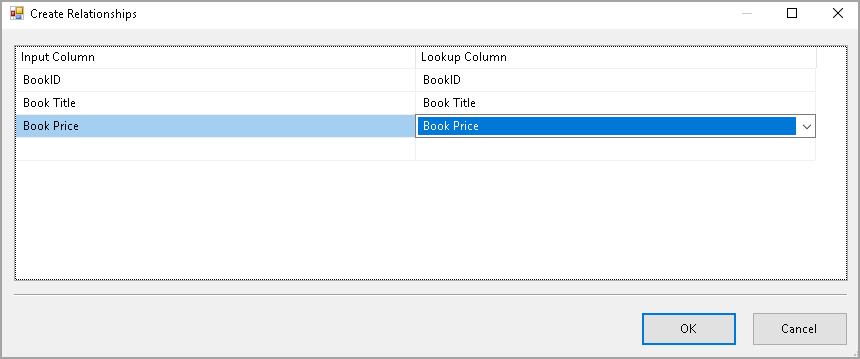 Create Relationships
Input Column Lookup Column
BookID BookID
Book Title Book Title
Book Price Book Price
OK Cancel